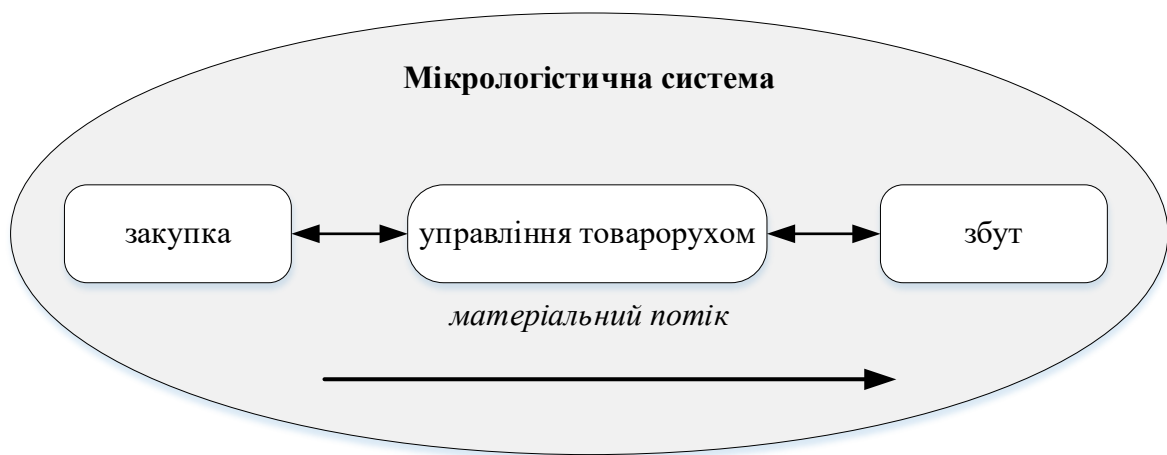 Мікрологістична система
закупка
управління товарорухом
збут
матеріальний потік